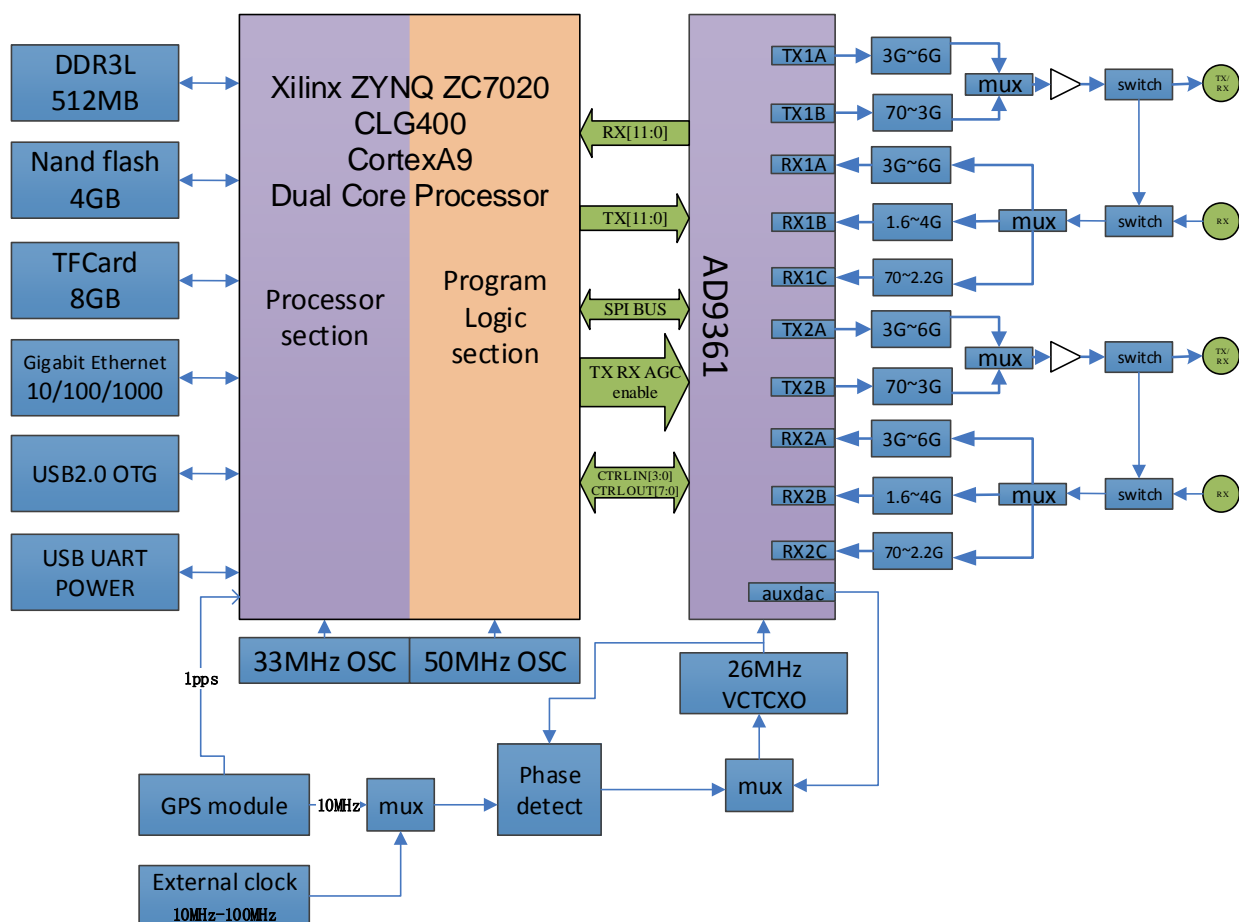 DDR3L
512MB
Nand flash
4GB
TFCard
8GB
Gigabit Ethernet
10/100/1000
USB2.0 OTG
USB UART
POWER
Xilinx ZYNQ ZC7020
CLG400
CortexA9
Dual Core Processor
Processor
section
Program
Logic
section
33MHz OSC
50MHz OSC
RX[11:0]
TX[11:0]
SPI BUS
TX RX AGC
enable
CTRL IN[3:0]
CTRL OUT[7:0]
AD9361
TX1A
TX1B
RX1A
RX1B
RX1C
TX2A
TX2B
RX2A
RX2B
RX2C
auxdac
3G~6G
70~3G
3G~6G
1.6~4G
70~2.2G
3G~6G
70~3G
3G~6G
1.6~4G
70~2.2G
mux
mux
mux
mux
switch
switch
switch
switch
TX/
RX
RX
TX/
RX
RX
26MHz
VCTCXO
1pps
GPS module
10MHz
mux
Phase
detect
mux
External clock
10MHz-100MHz